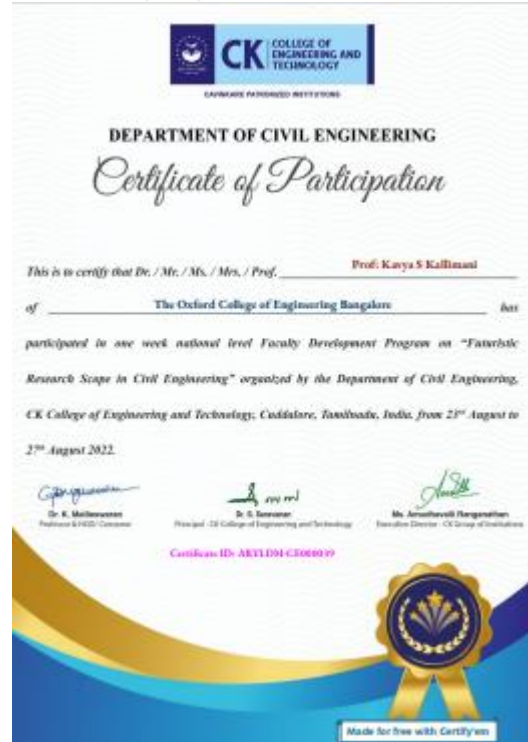 CK
COLLEGE OF
ENGINEERING AND
TECHNOLOGY
DEPARTMENT OF CIVIL ENGINEERING
Certificate of Participation
This is to certify that Dr. / Mr. / Ms. / Mrs. / Prof. Prof: Kavya S Kallimani
of The Oxford College of Engineering Bangalore has
participated in one week national level Faculty Development Program on "Futuristic
Research Scope in Civil Engineering" organized by the Department of Civil Engineering,
CK College of Engineering and Technology, Cuddalore, Tamilnadu, India. from 23rd August to
27th August 2022.
Dr. S. Saravanan
Principal - CK College of Engineering and Technology
Ms. Amudhavalli Ranganathan
Executive Director - CK Group of Institutions
Made for free with Certify'em